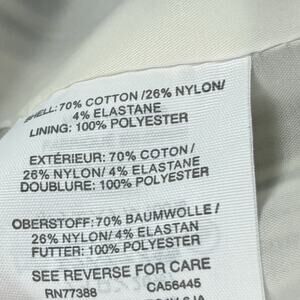 SHELL: 70% COTTON /26% NYLON/
4% ELASTANE
LINING: 100% POLYESTER
EXTÉRIEUR: 70% COTON/
26% NYLON/ 4% ELASTANE
DOUBLURE: 100% POLYESTER
OBERSTOFF: 70% BAUMWOLLE /
26% NYLON/ 4% ELASTAN
FUTTER: 100% POLYESTER
SEE REVERSE FOR CARE
RN77388 CA56445